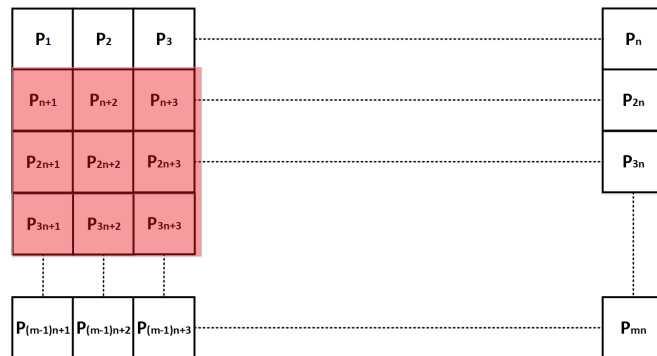 P₁ P₂ P₃ Pₙ
Pₙ₊₁ Pₙ₊₂ Pₙ₊₃ P₂ₙ
P₂ₙ₊₁ P₂ₙ₊₂ P₂ₙ₊₃ P₃ₙ
P₃ₙ₊₁ P₃ₙ₊₂ P₃ₙ₊₃
P₍ₘ₋₁₎ₙ₊₁ P₍ₘ₋₁₎ₙ₊₂ P₍ₘ₋₁₎ₙ₊₃ Pₘₙ